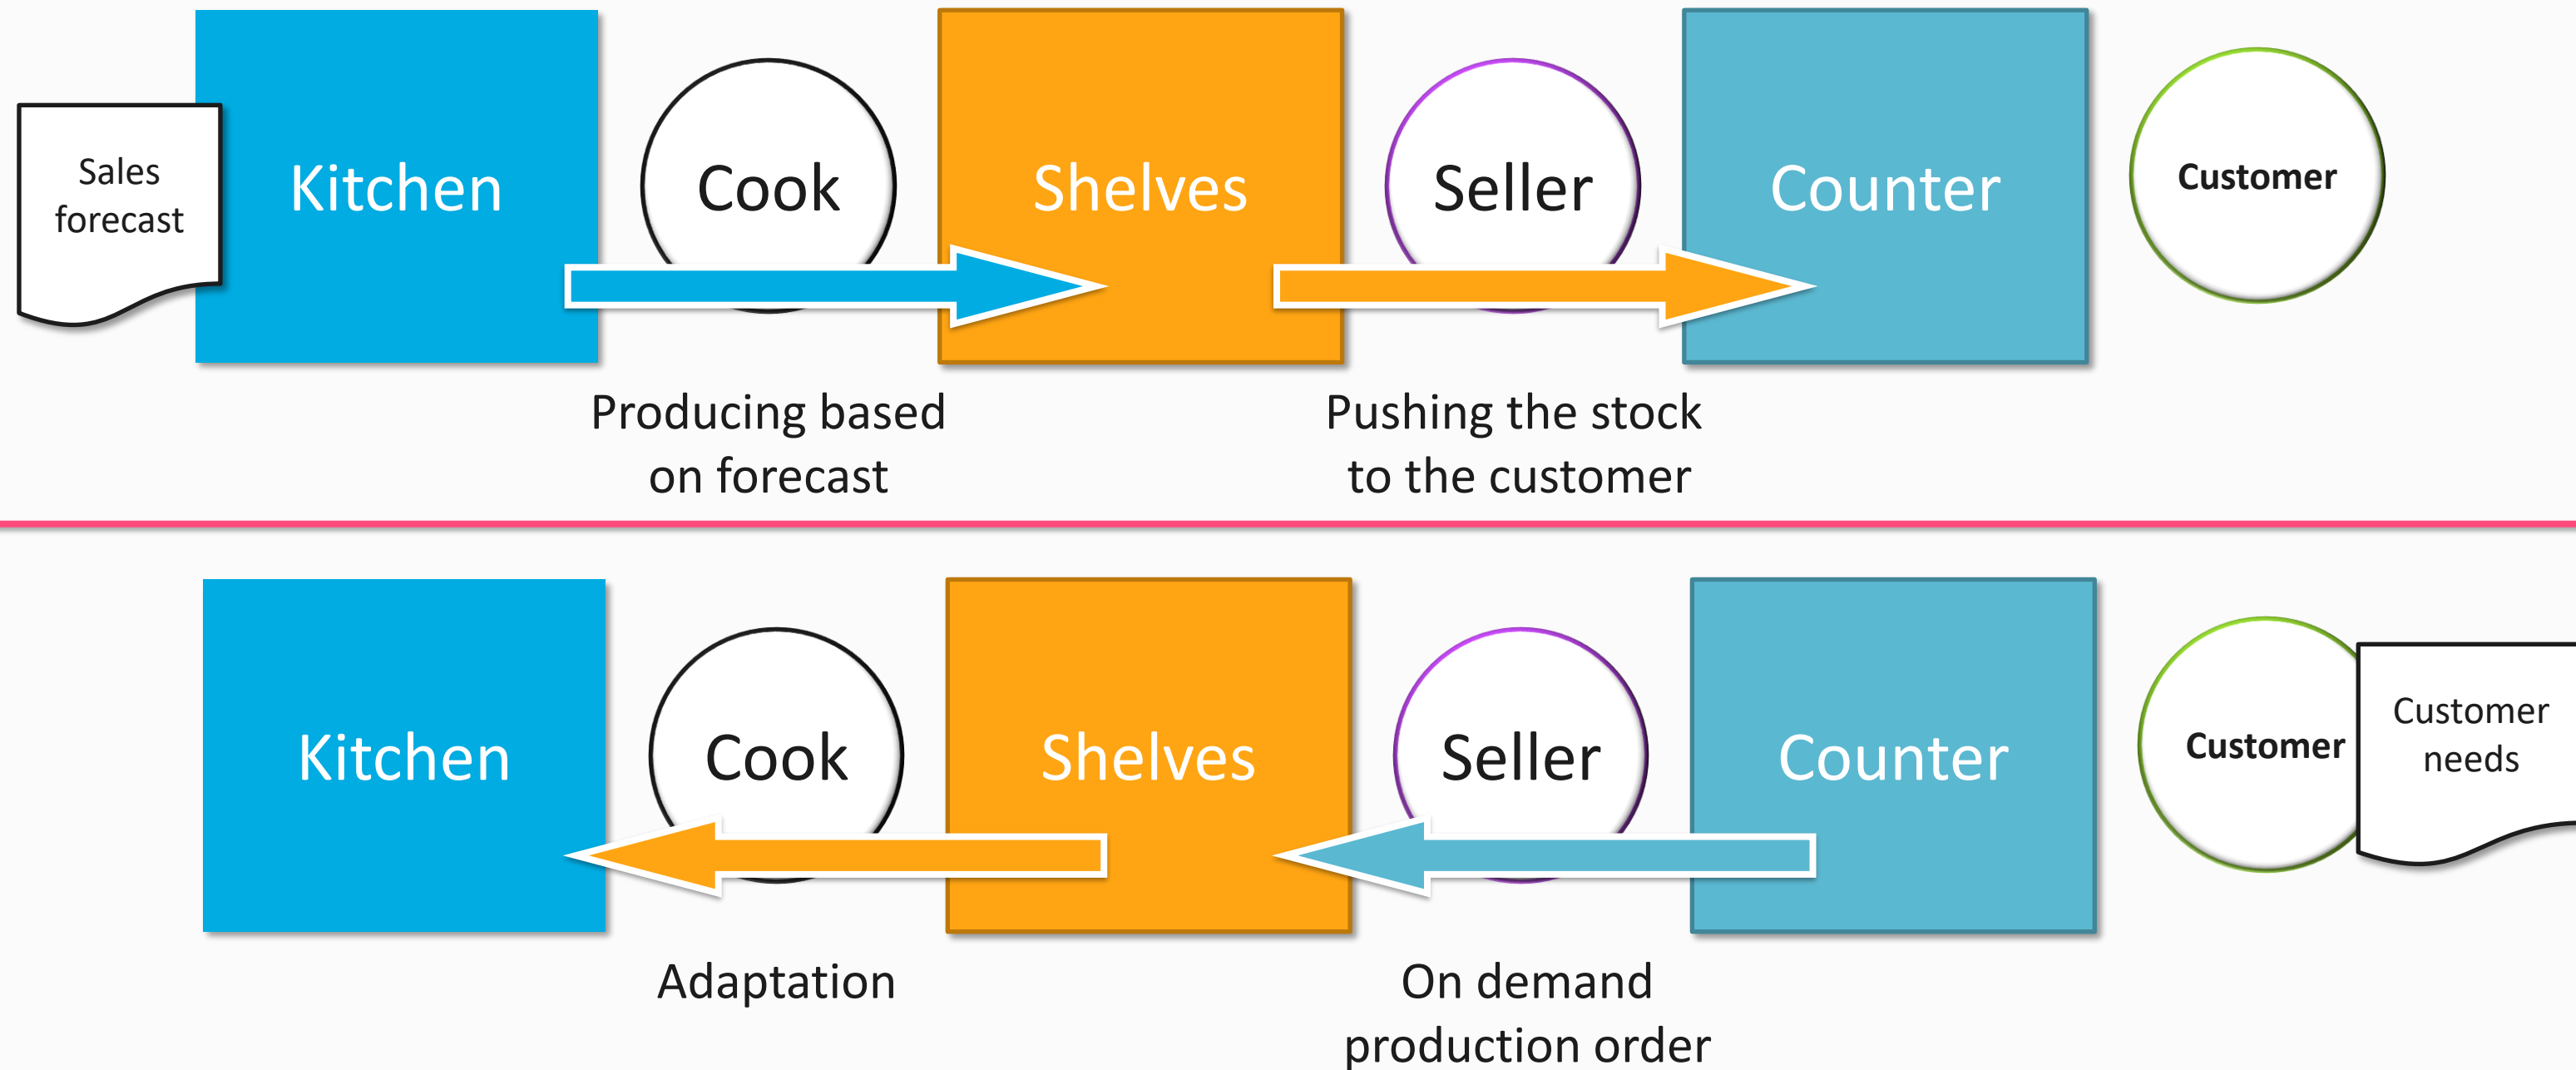 Sales
forecast
Kitchen
Cook
Shelves
Seller
Counter
Customer
Producing based
on forecast
Pushing the stock
to the customer
Kitchen
Cook
Shelves
Seller
Counter
Customer
Customer
needs
Adaptation
On demand
production order